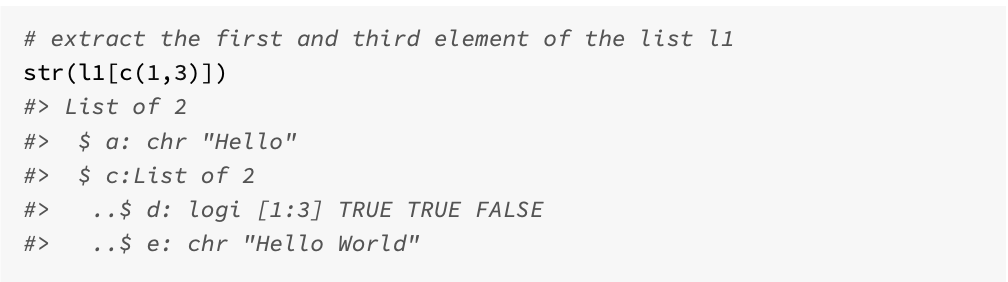 # extract the first and third element of the list l1
str(l1[c(1,3)])
#> List of 2
#>  $ a: chr "Hello"
#>  $ c:List of 2
#>   ..$ d: logi [1:3] TRUE TRUE FALSE
#>   ..$ e: chr "Hello World"